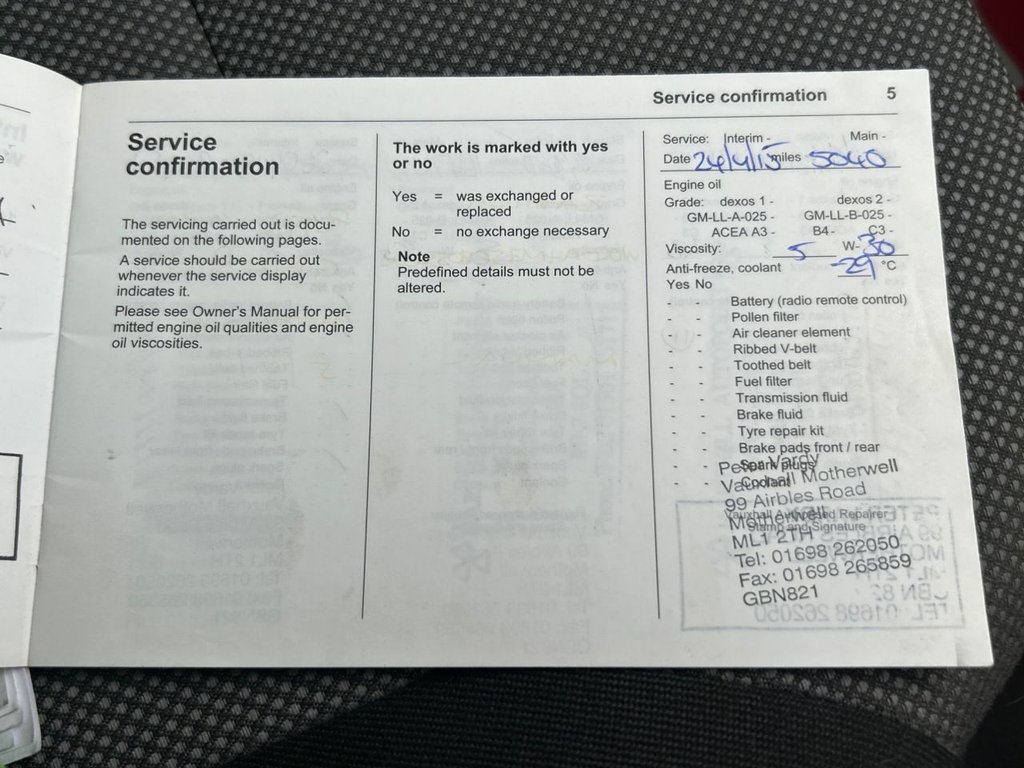 Service confirmation 5
Service
confirmation
The servicing carried out is docu-
mented on the following pages.
A service should be carried out
whenever the service display
indicates it.
Please see Owner's Manual for per-
mitted engine oil qualities and engine
oil viscosities.
The work is marked with yes
or no
Yes = was exchanged or
replaced
No = no exchange necessary
Note
Predefined details must not be
altered.
Service: Interim - Main -
Date 24/4/15 miles 5040
Engine oil
Grade: dexos 1 - dexos 2 -
GM-LL-A-025 - GM-LL-B-025 -
ACEA A3 - B4 - C3 -
Viscosity: 5 W- 30
Anti-freeze, coolant -29 °C
Yes No
- - Battery (radio remote control)
- - Pollen filter
- - Air cleaner element
- - Ribbed V-belt
- - Toothed belt
- - Fuel filter
- - Transmission fluid
- - Brake fluid
- - Tyre repair kit
- - Brake pads front / rear
- - Spark plugs
- - Coolant
Vauxhall Authorised Repairer
Stamp and Signature
Peter Vardy
Vauxhall Motherwell
99 Airbles Road
Motherwell
ML1 2TH
Tel: 01698 262050
Fax: 01698 265859
GBN821